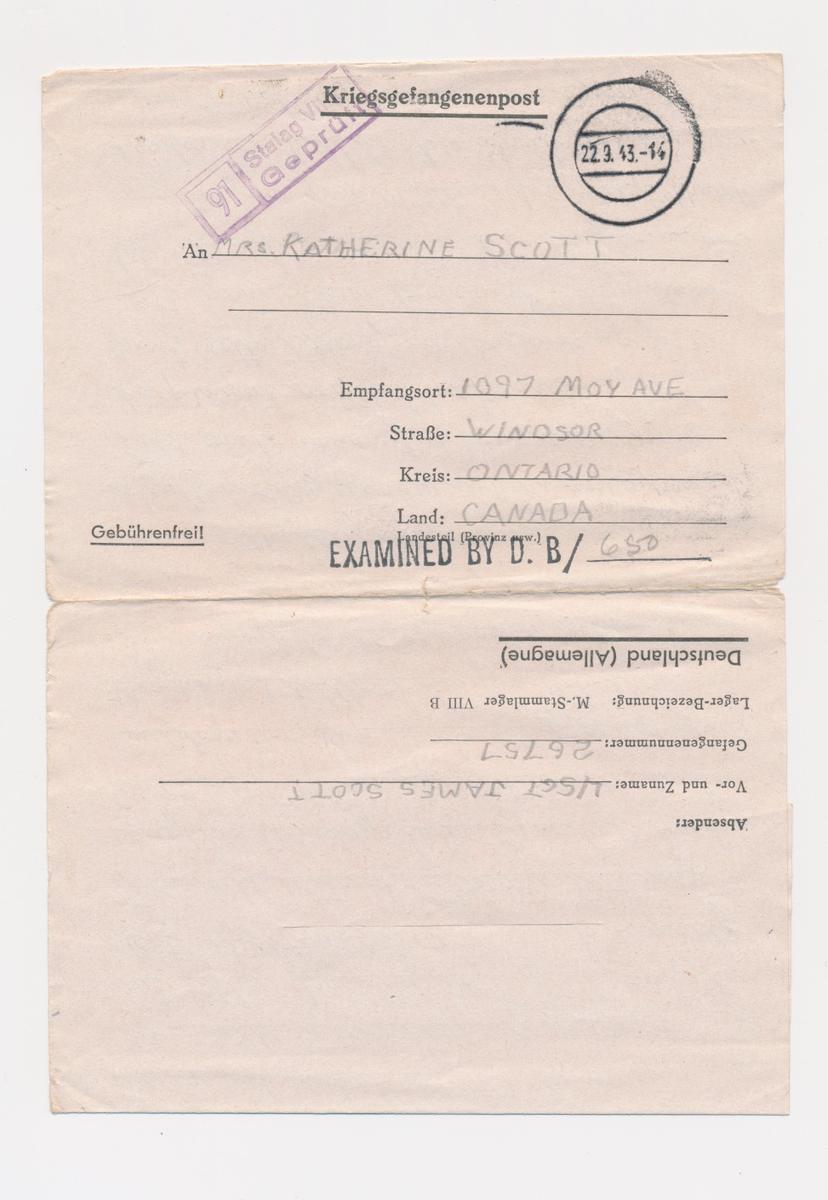 Kriegsgefangenenpost
Stalag
Geprüft
91
22.9.43.-14
An MRS. KATHERINE SCOTT
Empfangsort: 1097 MOY AVE
Straße: WINDSOR
Kreis: ONTARIO
Land: CANADA
Landesteil (Provinz usw.)
Gebührenfrei!
EXAMINED BY D. B/ 650
Deutschland (Allemagne)
Lager-Bezeichnung: M.-Stammlager VIII B
Gefangenennummer: 26757
Vor- und Zuname: L/SGT JAMES SCOTT
Absender: